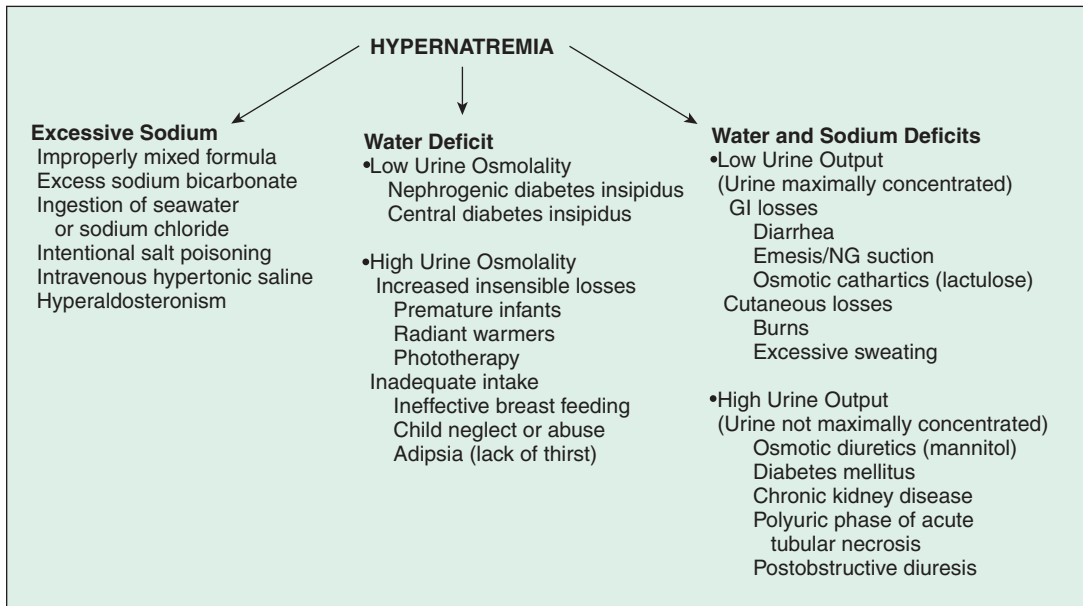 HYPERNATREMIA
Excessive Sodium
Improperly mixed formula
Excess sodium bicarbonate
Ingestion of seawater
or sodium chloride
Intentional salt poisoning
Intravenous hypertonic saline
Hyperaldosteronism
Water Deficit
•Low Urine Osmolality
Nephrogenic diabetes insipidus
Central diabetes insipidus
•High Urine Osmolality
Increased insensible losses
Premature infants
Radiant warmers
Phototherapy
Inadequate intake
Ineffective breast feeding
Child neglect or abuse
Adipsia (lack of thirst)
Water and Sodium Deficits
•Low Urine Output
(Urine maximally concentrated)
GI losses
Diarrhea
Emesis/NG suction
Osmotic cathartics (lactulose)
Cutaneous losses
Burns
Excessive sweating
•High Urine Output
(Urine not maximally concentrated)
Osmotic diuretics (mannitol)
Diabetes mellitus
Chronic kidney disease
Polyuric phase of acute
tubular necrosis
Postobstructive diuresis